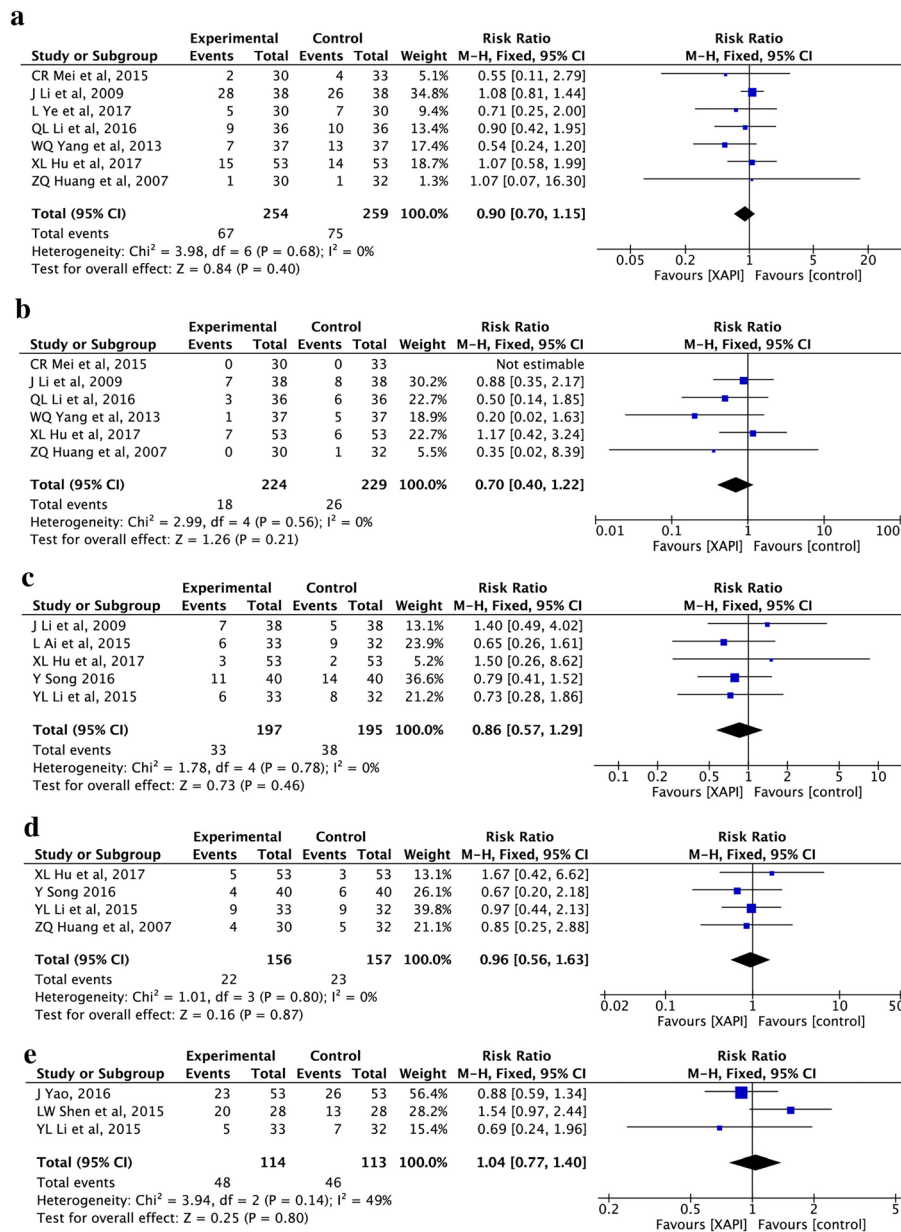 a
Experimental Control Risk Ratio Risk Ratio
Study or Subgroup Events Total Events Total Weight M-H, Fixed, 95% CI M-H, Fixed, 95% CI
CR Mei et al, 2015 2 30 4 33 5.1% 0.55 [0.11, 2.79]
J Li et al, 2009 28 38 26 38 34.8% 1.08 [0.81, 1.44]
L Ye et al, 2017 5 30 7 30 9.4% 0.71 [0.25, 2.00]
QL Li et al, 2016 9 36 10 36 13.4% 0.90 [0.42, 1.95]
WQ Yang et al, 2013 7 37 13 37 17.4% 0.54 [0.24, 1.20]
XL Hu et al, 2017 15 53 14 53 18.7% 1.07 [0.58, 1.99]
ZQ Huang et al, 2007 1 30 1 32 1.3% 1.07 [0.07, 16.30]
Total (95% CI) 254 259 100.0% 0.90 [0.70, 1.15]
Total events 67 75
Heterogeneity: Chi² = 3.98, df = 6 (P = 0.68); I² = 0%
Test for overall effect: Z = 0.84 (P = 0.40)
0.05 0.2 1 5 20
Favours [XAPI] Favours [control]
b
Experimental Control Risk Ratio Risk Ratio
Study or Subgroup Events Total Events Total Weight M-H, Fixed, 95% CI M-H, Fixed, 95% CI
CR Mei et al, 2015 0 30 0 33 Not estimable
J Li et al, 2009 7 38 8 38 30.2% 0.88 [0.35, 2.17]
QL Li et al, 2016 3 36 6 36 22.7% 0.50 [0.14, 1.85]
WQ Yang et al, 2013 1 37 5 37 18.9% 0.20 [0.02, 1.63]
XL Hu et al, 2017 7 53 6 53 22.7% 1.17 [0.42, 3.24]
ZQ Huang et al, 2007 0 30 1 32 5.5% 0.35 [0.02, 8.39]
Total (95% CI) 224 229 100.0% 0.70 [0.40, 1.22]
Total events 18 26
Heterogeneity: Chi² = 2.99, df = 4 (P = 0.56); I² = 0%
Test for overall effect: Z = 1.26 (P = 0.21)
0.01 0.1 1 10 100
Favours [XAPI] Favours [control]
c
Experimental Control Risk Ratio Risk Ratio
Study or Subgroup Events Total Events Total Weight M-H, Fixed, 95% CI M-H, Fixed, 95% CI
J Li et al, 2009 7 38 5 38 13.1% 1.40 [0.49, 4.02]
L Ai et al, 2015 6 33 9 32 23.9% 0.65 [0.26, 1.61]
XL Hu et al, 2017 3 53 2 53 5.2% 1.50 [0.26, 8.62]
Y Song 2016 11 40 14 40 36.6% 0.79 [0.41, 1.52]
YL Li et al, 2015 6 33 8 32 21.2% 0.73 [0.28, 1.86]
Total (95% CI) 197 195 100.0% 0.86 [0.57, 1.29]
Total events 33 38
Heterogeneity: Chi² = 1.78, df = 4 (P = 0.78); I² = 0%
Test for overall effect: Z = 0.73 (P = 0.46)
0.1 0.2 0.5 1 2 5 10
Favours [XAPI] Favours [control]
d
Experimental Control Risk Ratio Risk Ratio
Study or Subgroup Events Total Events Total Weight M-H, Fixed, 95% CI M-H, Fixed, 95% CI
XL Hu et al, 2017 5 53 3 53 13.1% 1.67 [0.42, 6.62]
Y Song 2016 4 40 6 40 26.1% 0.67 [0.20, 2.18]
YL Li et al, 2015 9 33 9 32 39.8% 0.97 [0.44, 2.13]
ZQ Huang et al, 2007 4 30 5 32 21.1% 0.85 [0.25, 2.88]
Total (95% CI) 156 157 100.0% 0.96 [0.56, 1.63]
Total events 22 23
Heterogeneity: Chi² = 1.01, df = 3 (P = 0.80); I² = 0%
Test for overall effect: Z = 0.16 (P = 0.87)
0.02 0.1 1 10 50
Favours [XAPI] Favours [control]
e
Experimental Control Risk Ratio Risk Ratio
Study or Subgroup Events Total Events Total Weight M-H, Fixed, 95% CI M-H, Fixed, 95% CI
J Yao, 2016 23 53 26 53 56.4% 0.88 [0.59, 1.34]
LW Shen et al, 2015 20 28 13 28 28.2% 1.54 [0.97, 2.44]
YL Li et al, 2015 5 33 7 32 15.4% 0.69 [0.24, 1.96]
Total (95% CI) 114 113 100.0% 1.04 [0.77, 1.40]
Total events 48 46
Heterogeneity: Chi² = 3.94, df = 2 (P = 0.14); I² = 49%
Test for overall effect: Z = 0.25 (P = 0.80)
0.2 0.5 1 2 5
Favours [XAPI] Favours [control]